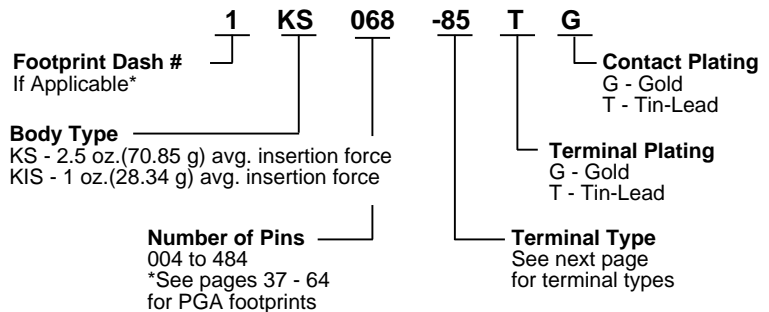 1 KS 068 -85 T G
Footprint Dash #
If Applicable*
Contact Plating
G - Gold
T - Tin-Lead
Body Type
KS - 2.5 oz.(70.85 g) avg. insertion force
KIS - 1 oz.(28.34 g) avg. insertion force
Terminal Plating
G - Gold
T - Tin-Lead
Number of Pins
004 to 484
*See pages 37 - 64
for PGA footprints
Terminal Type
See next page
for terminal types